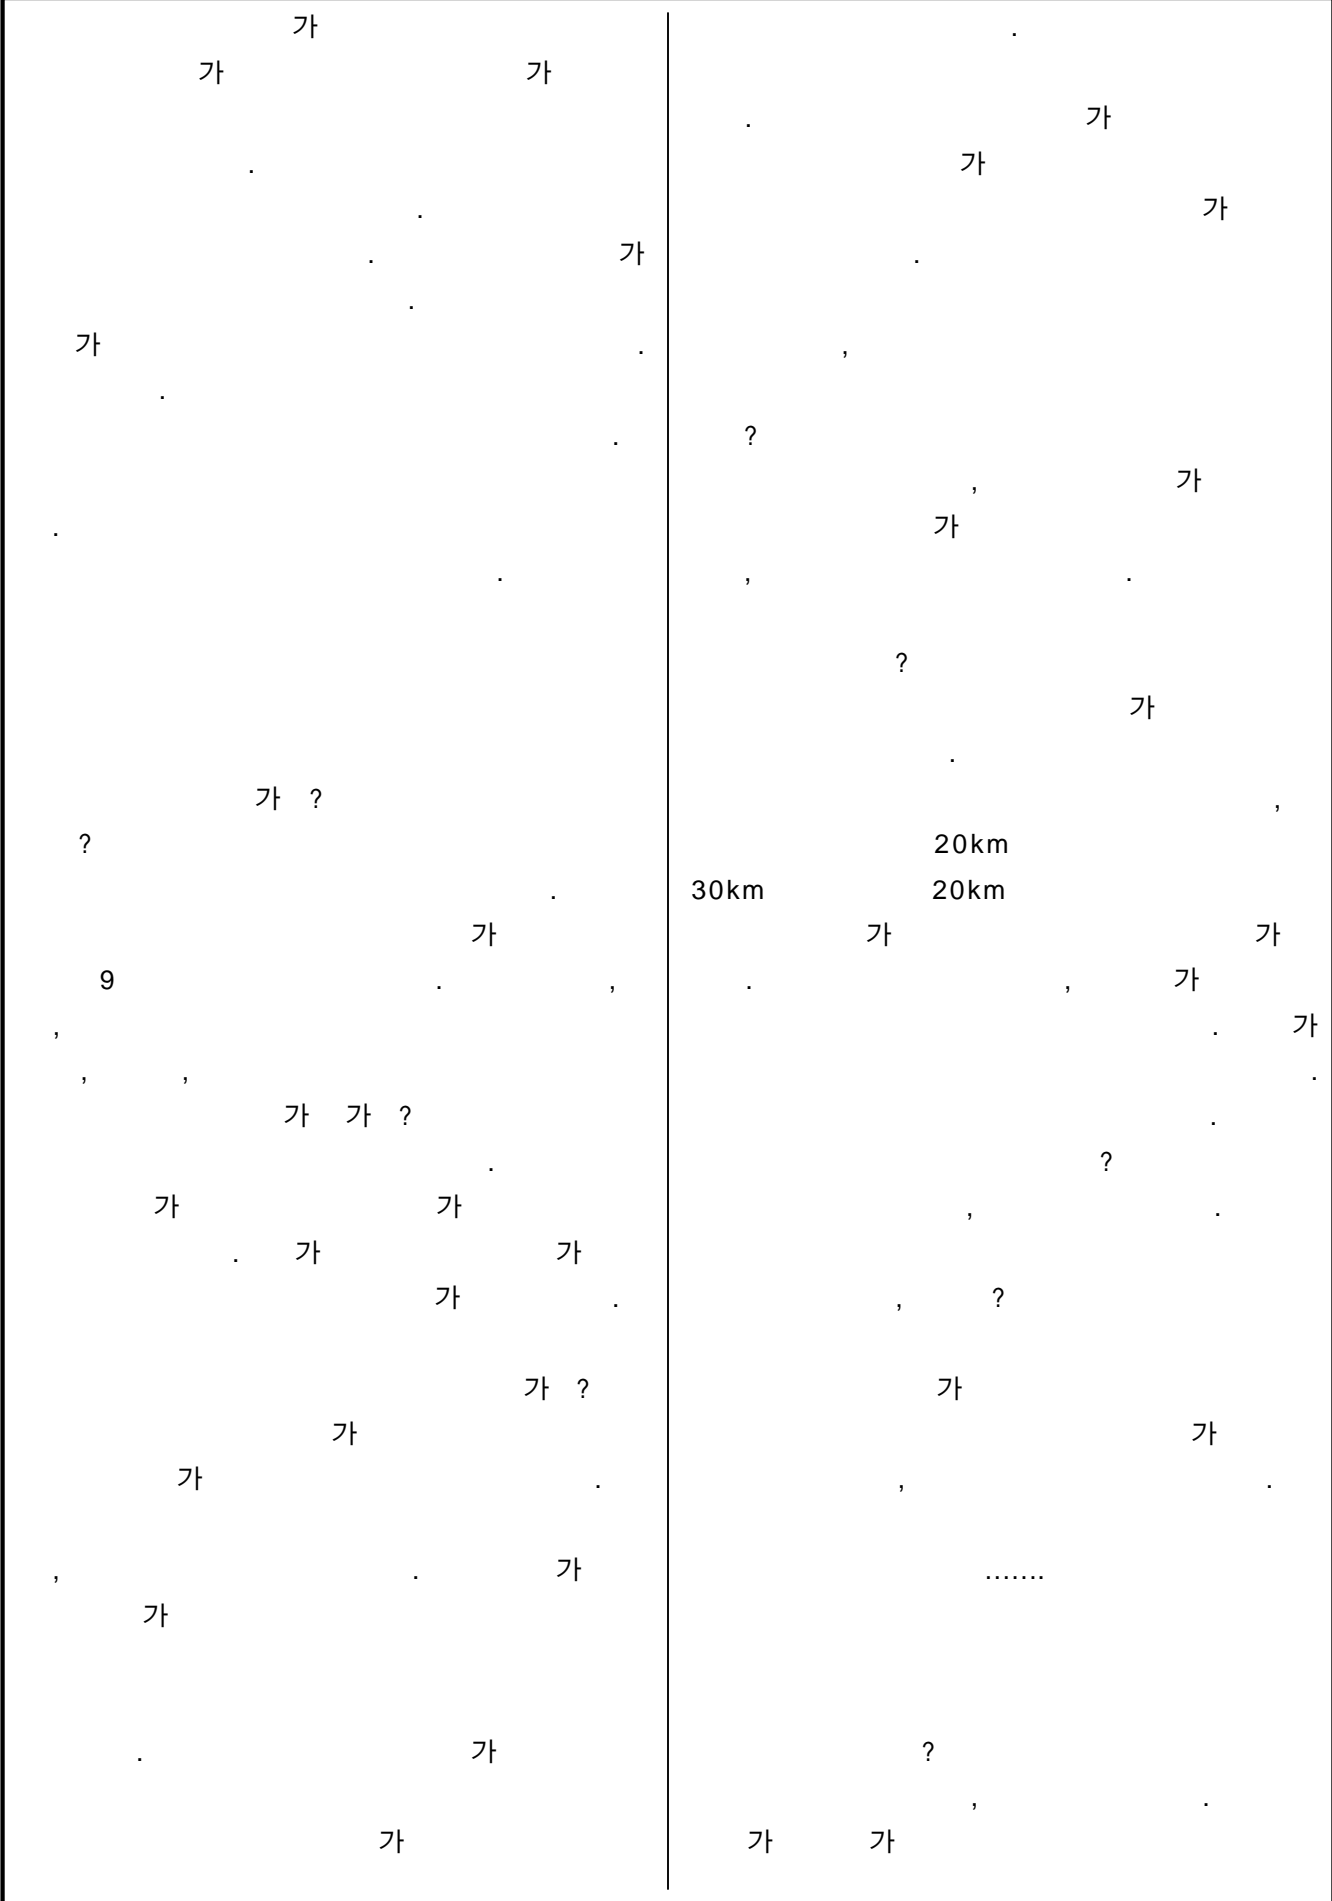 가
가 가
.
.
. 가
.
가 .
.
.
.
.
가 ?
?
.
가
9 . ,
,
, ,
가 가 ?
.
가 가
. 가 가
가 .
가 ?
가
가 .
, . 가
가
. 가
가
.
. 가
가
가
.
,
?
, 가
가
, .
?
가
.
,
20km
30km 20km
가 가
. , 가
. 가
.
.
?
, .
, ?
가
가
, .
.......
?
, .
가 가